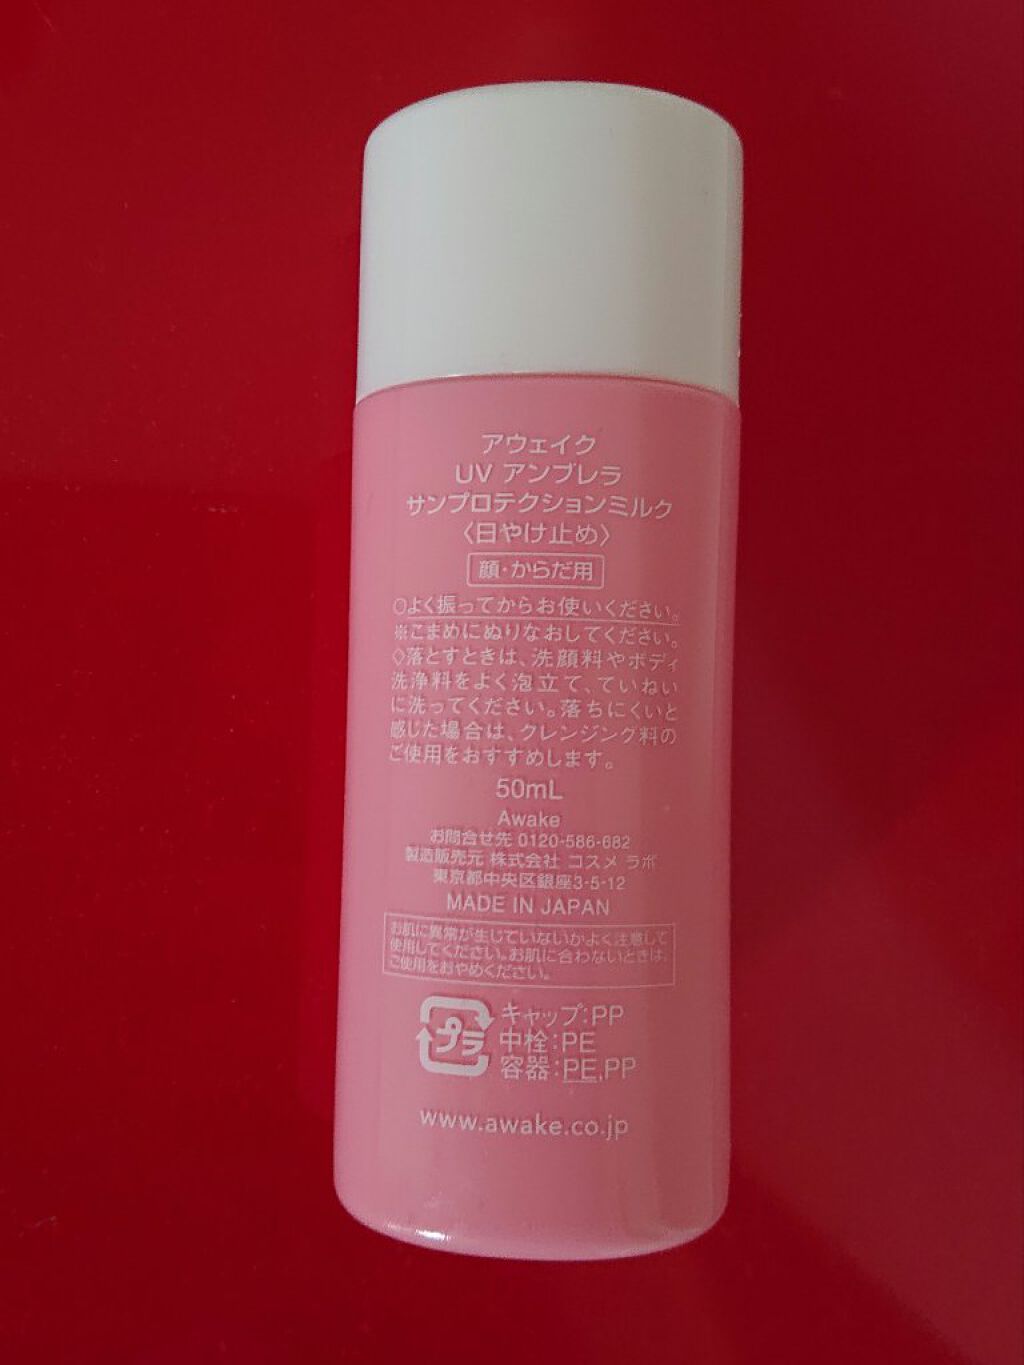 アウェイク
UV アンブレラ
サンプロテクションミルク
〈日やけ止め〉
顔・からだ用
○よく振ってからお使いください。
※こまめにぬりなおしてください。
◇落とすときは、洗顔料やボディ
洗浄料をよく泡立て、ていねい
に洗ってください。落ちにくいと
感じた場合は、クレンジング料の
ご使用をおすすめします。
50mL
Awake
お問合せ先 0120-586-682
製造販売元 株式会社 コスメ ラボ
東京都中央区銀座3-5-12
MADE IN JAPAN
お肌に異常が生じていないかよく注意して
使用してください。お肌に合わないときは、
ご使用をおやめください。
プラ
キャップ:PP
中栓:PE
容器:PE,PP
www.awake.co.jp